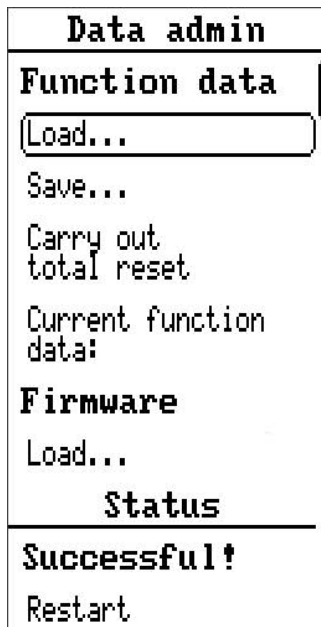 Data admin
Function data
Load...
Save...
Carry out
total reset
Current function
data:
Firmware
Load...
Status
Successful!
Restart